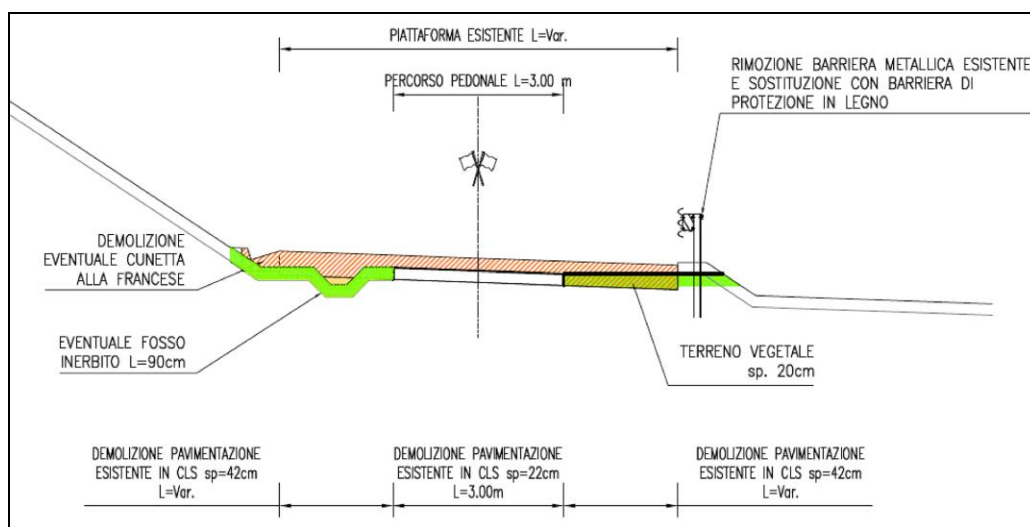 PIATTAFORMA ESISTENTE L=Var.
PERCORSO PEDONALE L=3.00 m
RIMOZIONE BARRIERA METALLICA ESISTENTE
E SOSTITUZIONE CON BARRIERA DI
PROTEZIONE IN LEGNO
DEMOLIZIONE
EVENTUALE CUNETTA
ALLA FRANCESE
EVENTUALE FOSSO
INERBITO L=90cm
TERRENO VEGETALE
sp. 20cm
DEMOLIZIONE PAVIMENTAZIONE
ESISTENTE IN CLS sp=42cm
L=Var.
DEMOLIZIONE PAVIMENTAZIONE
ESISTENTE IN CLS sp=22cm
L=3.00m
DEMOLIZIONE PAVIMENTAZIONE
ESISTENTE IN CLS sp=42cm
L=Var.